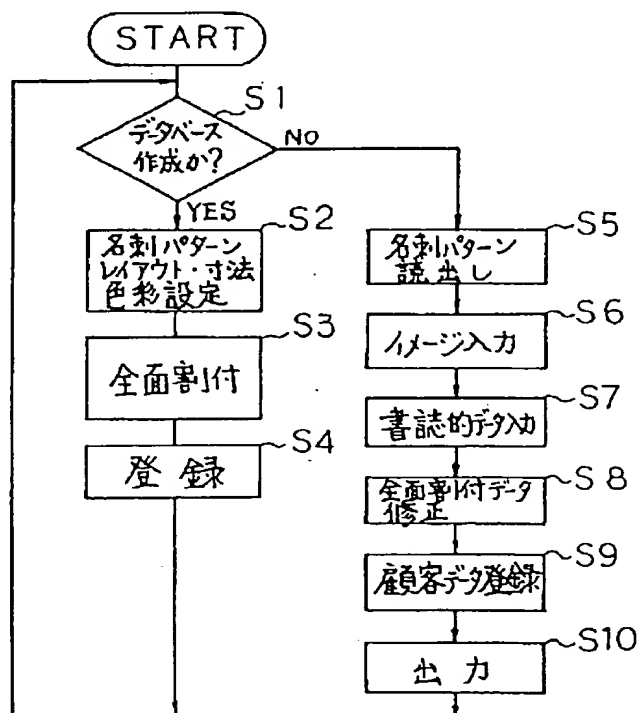 START
S1
データベース
作成か?
NO
YES
S2
名刺パターン
レイアウト・寸法
色彩設定
S3
全面割付
S4
登録
S5
名刺パターン
読出し
S6
イメージ入力
S7
書誌的データ入力
S8
全面割付データ
修正
S9
顧客データ登録
S10
出力